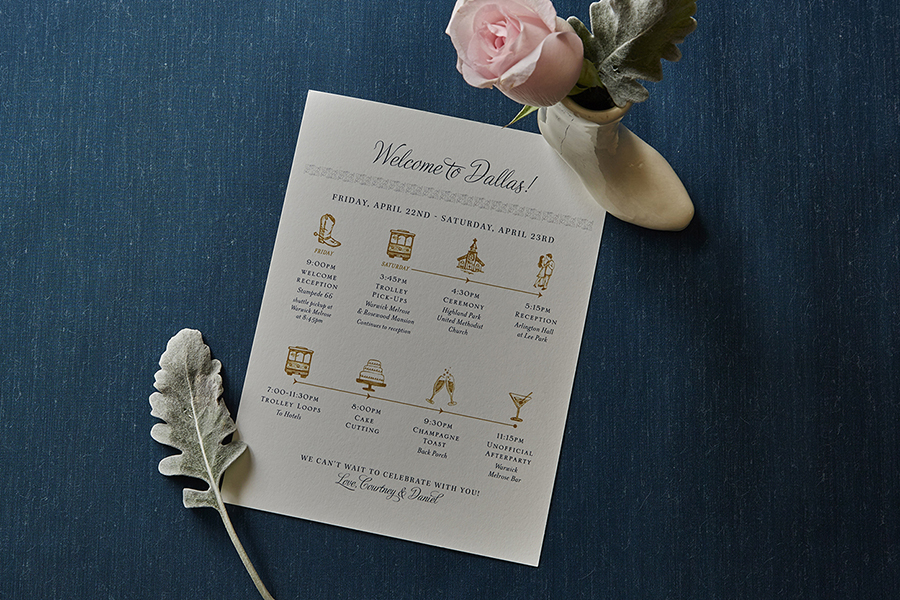 Welcome to Dallas!
FRIDAY, APRIL 22ND - SATURDAY, APRIL 23RD
FRIDAY
9:00PM
WELCOME
RECEPTION
Stampede 66
shuttle pickup at
Warwick Melrose
at 8:45pm
SATURDAY
3:45PM
TROLLEY
PICK-UPS
Warwick Melrose
& Rosewood Mansion
Continues to reception
4:30PM
CEREMONY
Highland Park
United Methodist
Church
5:15PM
RECEPTION
Arlington Hall
at Lee Park
7:00-11:30PM
TROLLEY LOOPS
To Hotels
8:00PM
CAKE
CUTTING
9:30PM
CHAMPAGNE
TOAST
Back Porch
11:15PM
UNOFFICIAL
AFTERPARTY
Warwick
Melrose Bar
WE CAN'T WAIT TO CELEBRATE WITH YOU!
Love, Courtney & Daniel